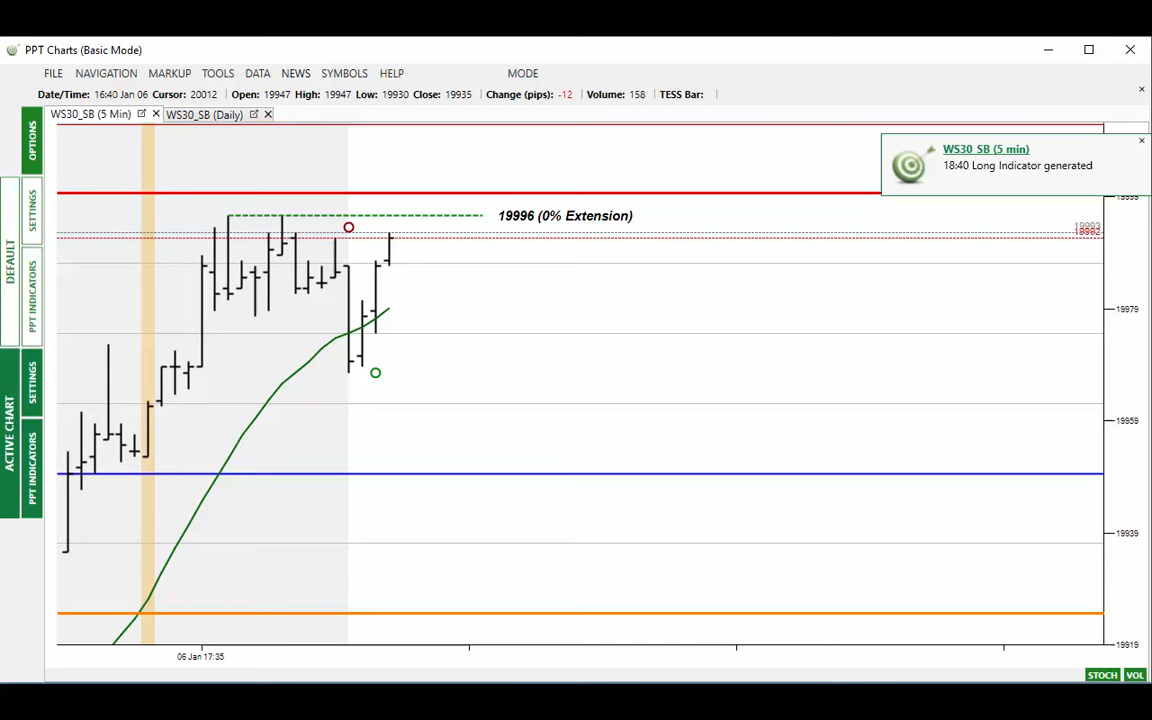 PPT Charts (Basic Mode)
FILE NAVIGATION MARKUP TOOLS DATA NEWS SYMBOLS HELP MODE
Date/Time: 16:40 Jan 06 Cursor: 20012 Open: 19947 High: 19947 Low: 19930 Close: 19935 Change (pips): -12 Volume: 158 TESS Bar:
WS30_SB (5 Min) WS30_SB (Daily)
OPTIONS
SETTINGS
PPT INDICATORS
DEFAULT
SETTINGS
PPT INDICATORS
ACTIVE CHART
WS30 SB (5 min)
18:40 Long Indicator generated
19996 (0% Extension)
19993
19992
19979
19959
19939
19919
06 Jan 17:35
STOCH VOL